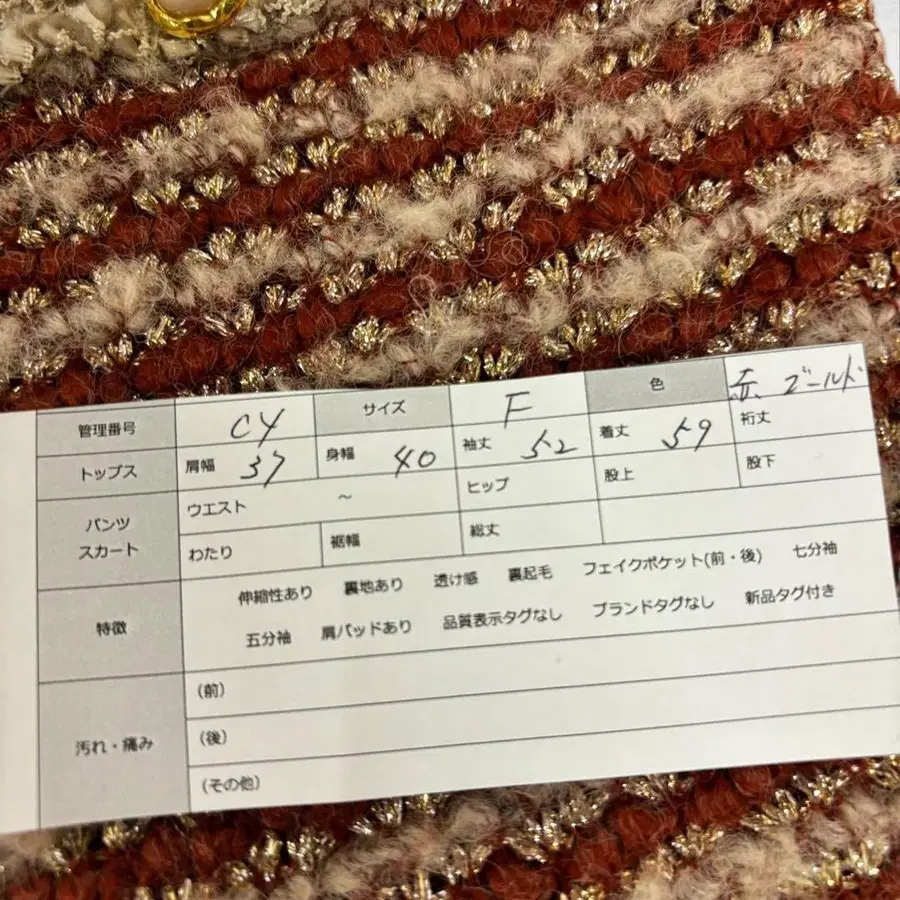 管理番号 CY サイズ F 色 赤、ゴールド
トップス 肩幅 37 身幅 40 袖丈 52 着丈 59 裄丈
パンツ スカート ウエスト ～ ヒップ 股上 股下
わたり 裾幅 総丈
特徴 伸縮性あり 裏地あり 透け感 裏起毛 フェイクポケット(前・後) 七分袖
五分袖 肩パッドあり 品質表示タグなし ブランドタグなし 新品タグ付き
汚れ・痛み (前)
(後)
(その他)